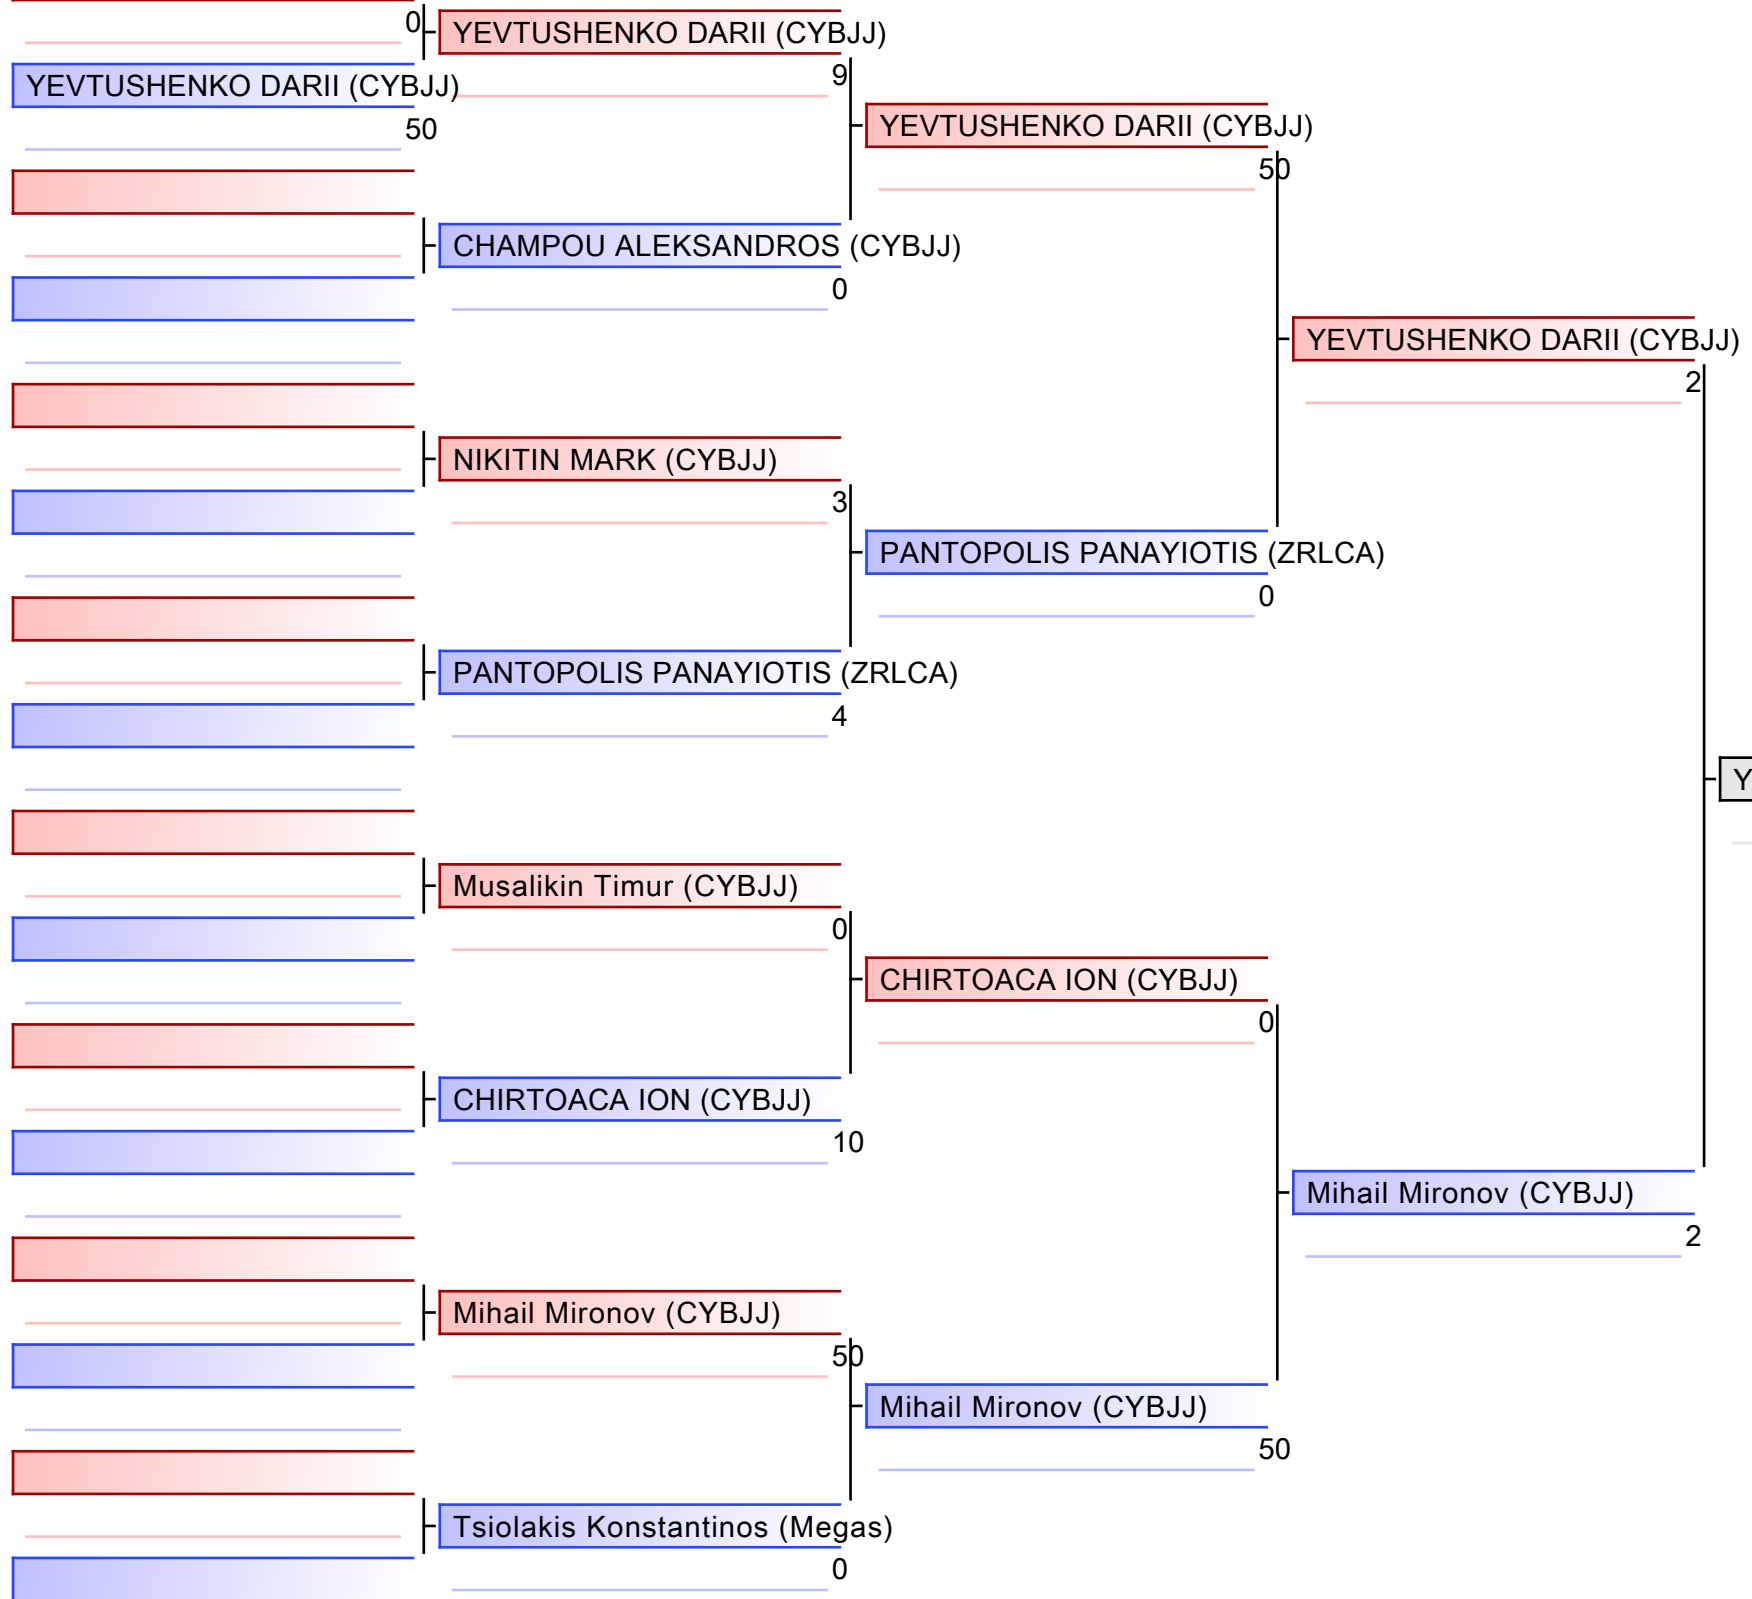 0
YEVTUSHENKO DARII (CYBJJ)
YEVTUSHENKO DARII (CYBJJ)
9
50
YEVTUSHENKO DARII (CYBJJ)
50
CHAMPOU ALEKSANDROS (CYBJJ)
0
YEVTUSHENKO DARII (CYBJJ)
2
NIKITIN MARK (CYBJJ)
3
PANTOPOLIS PANAYIOTIS (ZRLCA)
0
PANTOPOLIS PANAYIOTIS (ZRLCA)
4
Y
Musalikin Timur (CYBJJ)
0
CHIRTOACA ION (CYBJJ)
0
CHIRTOACA ION (CYBJJ)
10
Mihail Mironov (CYBJJ)
2
Mihail Mironov (CYBJJ)
50
Mihail Mironov (CYBJJ)
50
Tsiolakis Konstantinos (Megas)
0